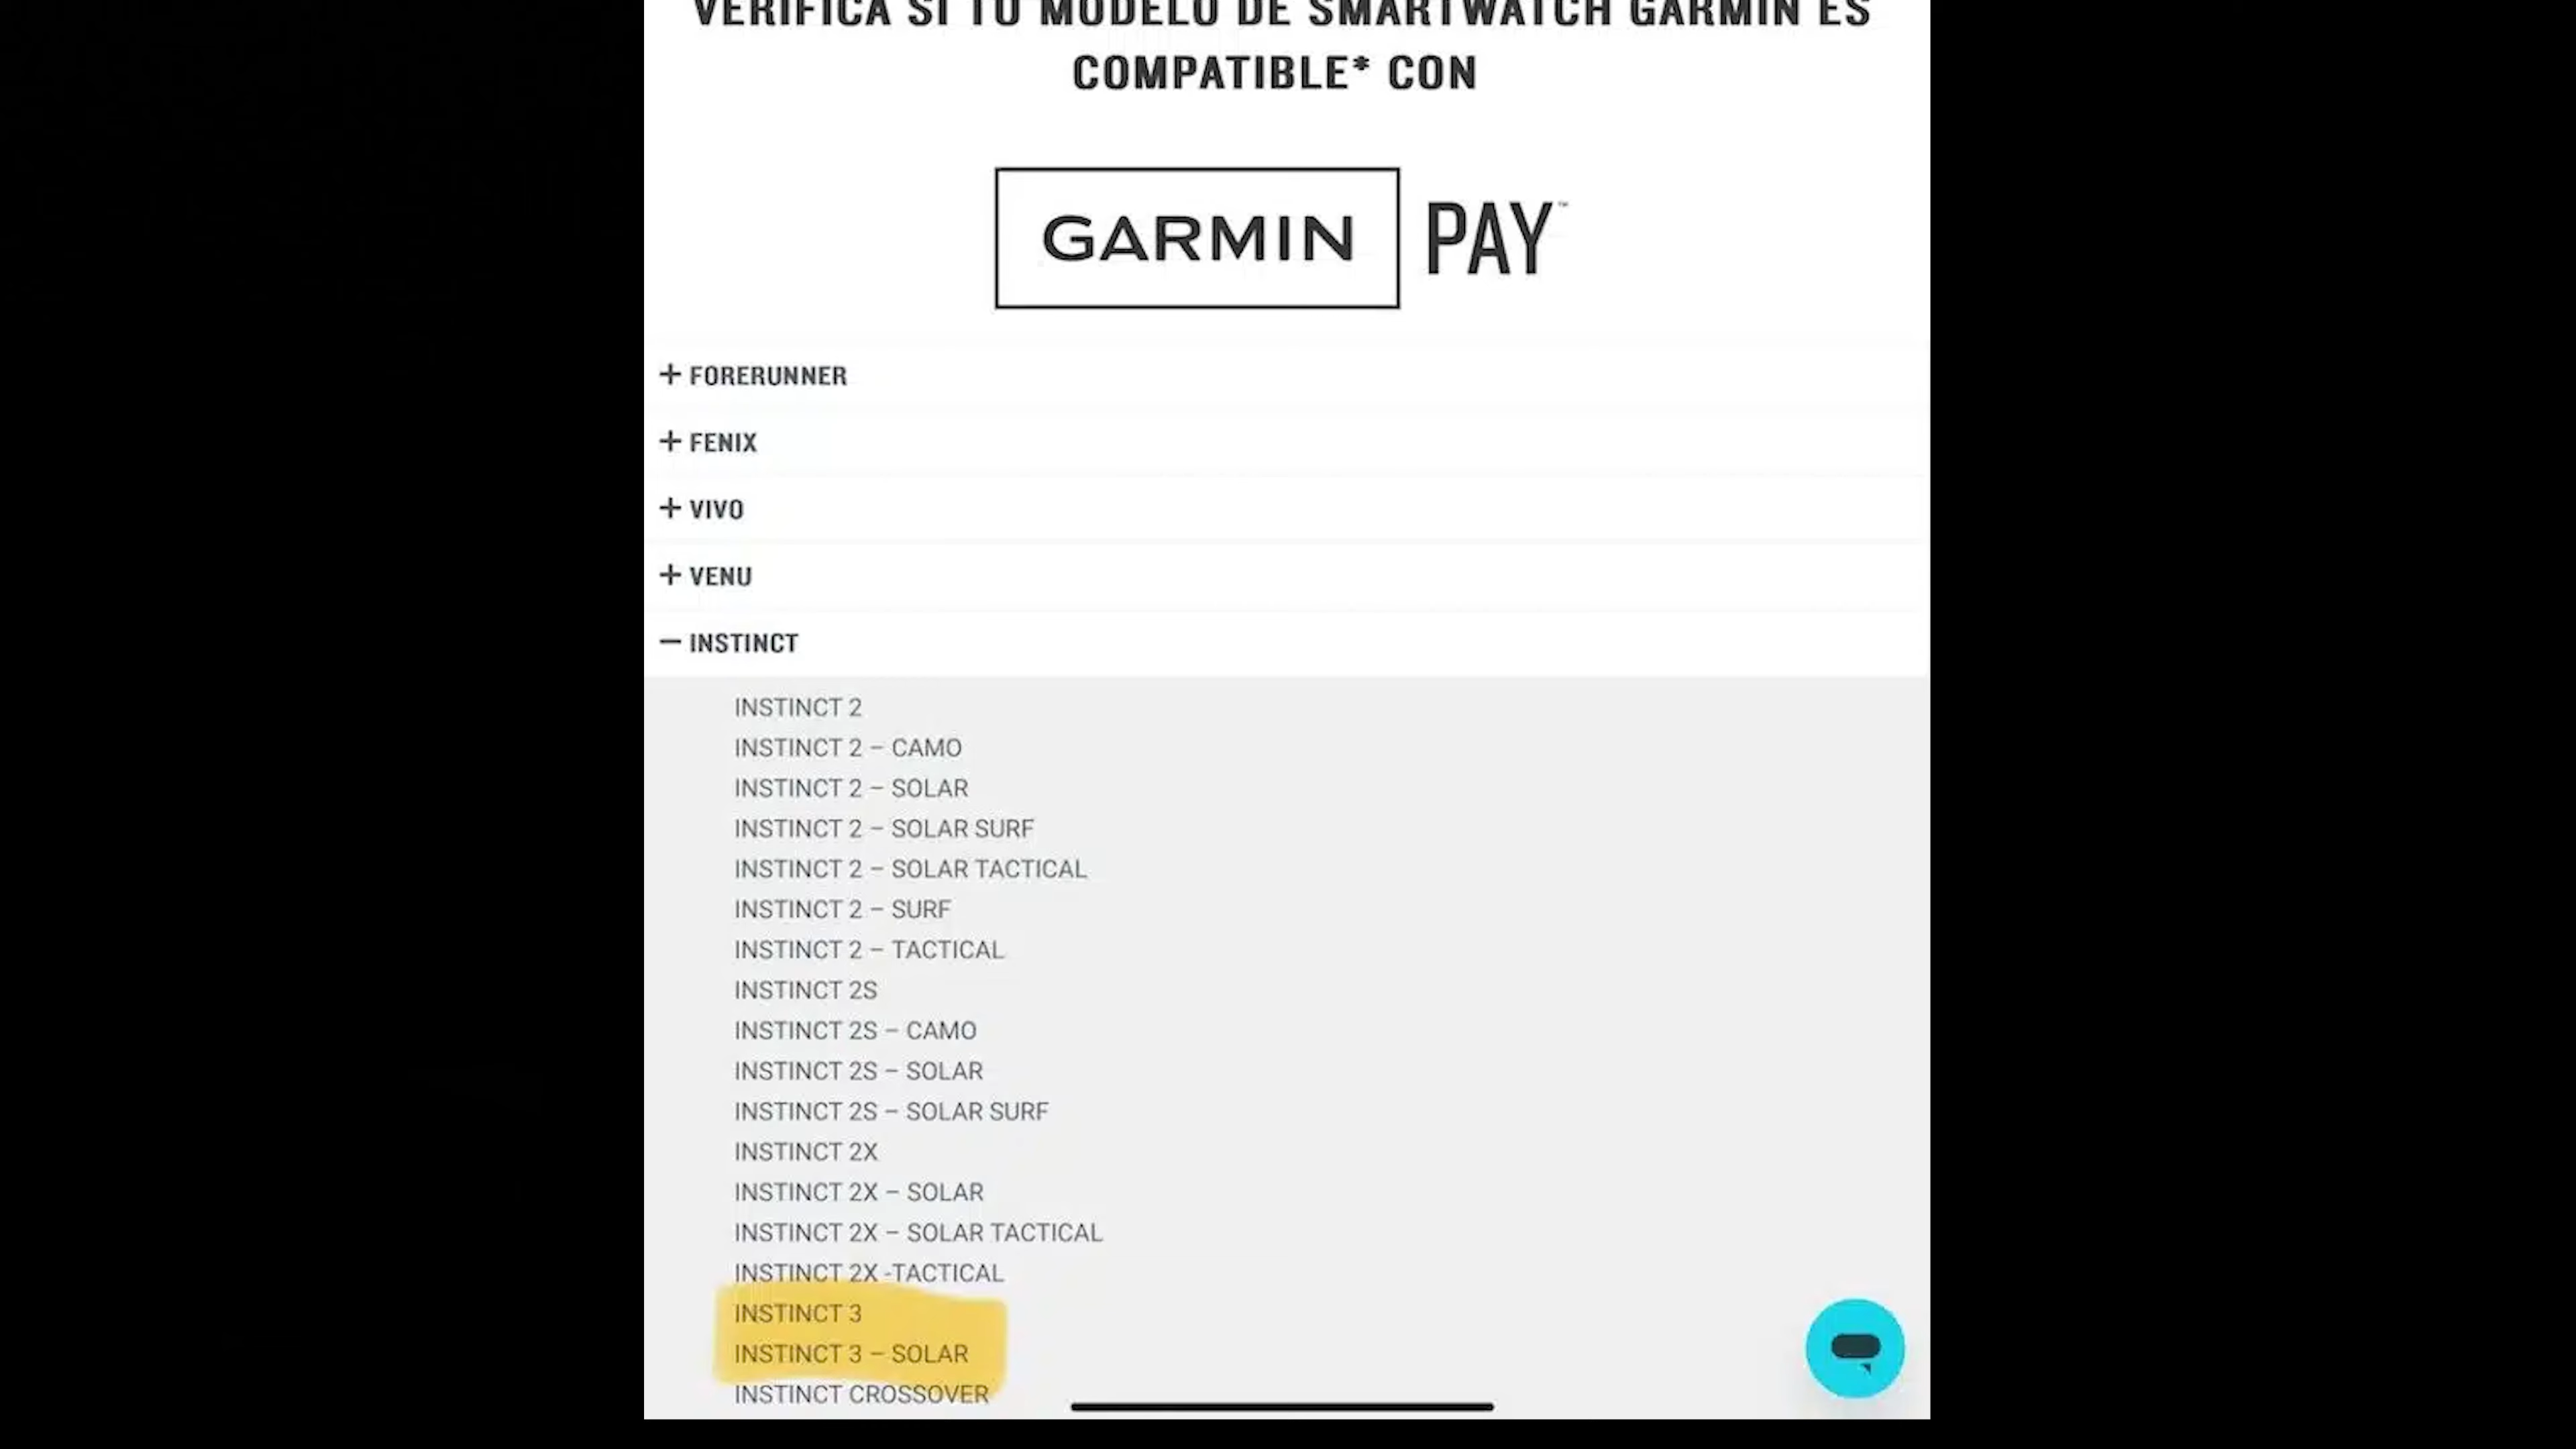 VERIFICA SI TU MODELO DE SMARTWATCH GARMIN ES
COMPATIBLE* CON
GARMIN PAY™
+ FORERUNNER
+ FENIX
+ VIVO
+ VENU
− INSTINCT
INSTINCT 2
INSTINCT 2 – CAMO
INSTINCT 2 – SOLAR
INSTINCT 2 – SOLAR SURF
INSTINCT 2 – SOLAR TACTICAL
INSTINCT 2 – SURF
INSTINCT 2 – TACTICAL
INSTINCT 2S
INSTINCT 2S – CAMO
INSTINCT 2S – SOLAR
INSTINCT 2S – SOLAR SURF
INSTINCT 2X
INSTINCT 2X – SOLAR
INSTINCT 2X – SOLAR TACTICAL
INSTINCT 2X -TACTICAL
INSTINCT 3
INSTINCT 3 – SOLAR
INSTINCT CROSSOVER